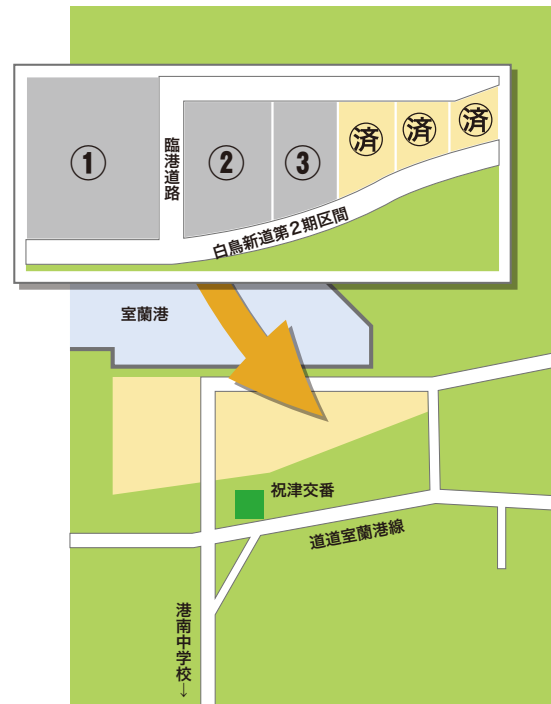 ①
臨港道路
②
③
済
済
済
白鳥新道第2期区間
室蘭港
祝津交番
道道室蘭港線
港南中学校→